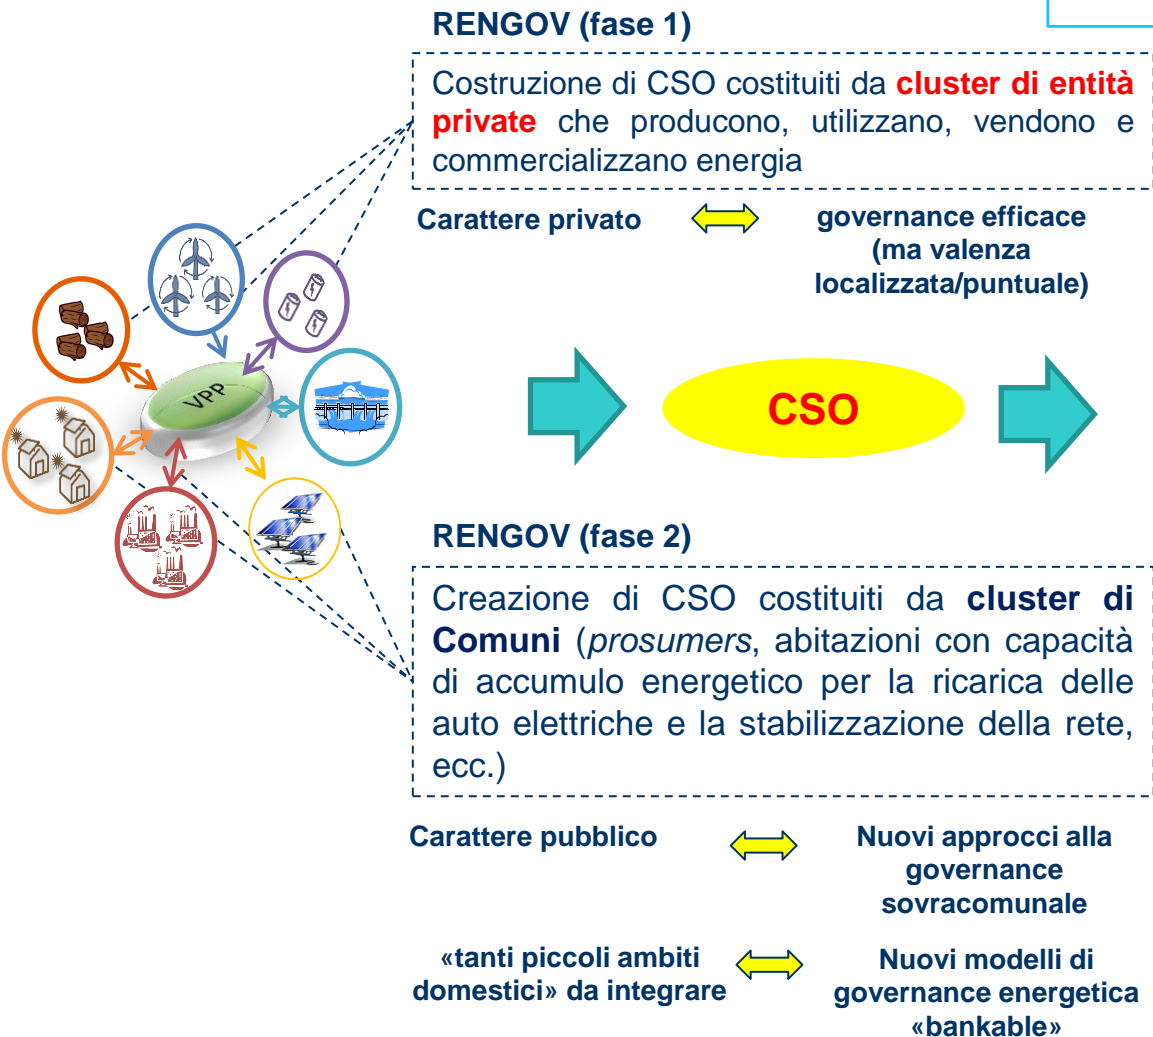 RENGOV (fase 1)
Costruzione di CSO costituiti da cluster di entità
private che producono, utilizzano, vendono e
commercializzano energia
Carattere privato
governance efficace
(ma valenza
localizzata/puntuale)
VPP
CSO
RENGOV (fase 2)
Creazione di CSO costituiti da cluster di
Comuni (prosumers, abitazioni con capacità
di accumulo energetico per la ricarica delle
auto elettriche e la stabilizzazione della rete,
ecc.)
Carattere pubblico
Nuovi approcci alla
governance
sovracomunale
«tanti piccoli ambiti
domestici» da integrare
Nuovi modelli di
governance energetica
«bankable»